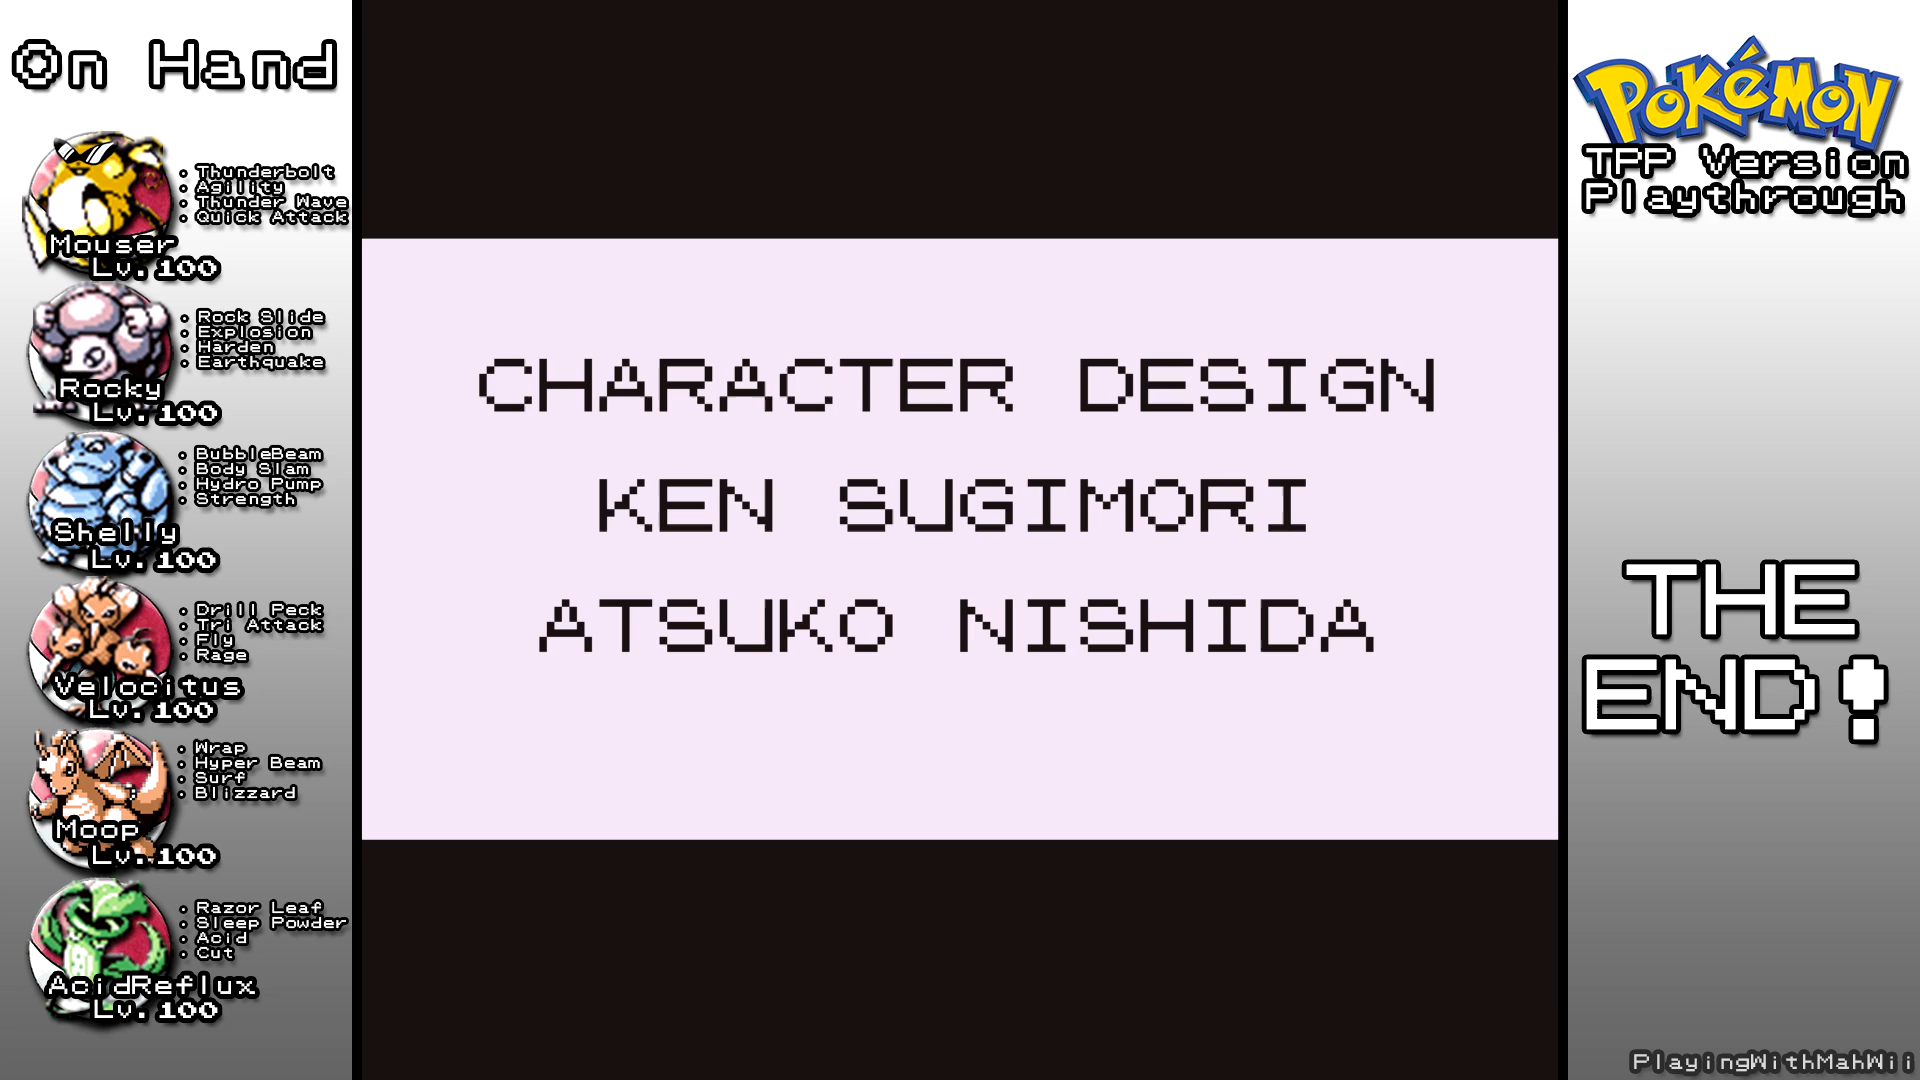 On Hand
• Thunderbolt
• Agility
• Thunder Wave
• Quick Attack
Mouser
Lv.100
• Rock Slide
• Explosion
• Harden
• Earthquake
Rocky
Lv.100
• BubbleBeam
• Body Slam
• Hydro Pump
• Strength
Shelly
Lv.100
• Drill Peck
• Tri Attack
• Fly
• Rage
Velocitus
Lv.100
• Wrap
• Hyper Beam
• Surf
• Blizzard
Moop
Lv.100
• Razor Leaf
• Sleep Powder
• Acid
• Cut
AcidReflux
Lv.100
CHARACTER DESIGN
KEN SUGIMORI
ATSUKO NISHIDA
POKéMON
TPP Version
Playthrough
THE
END!
PlayingWithMahWii